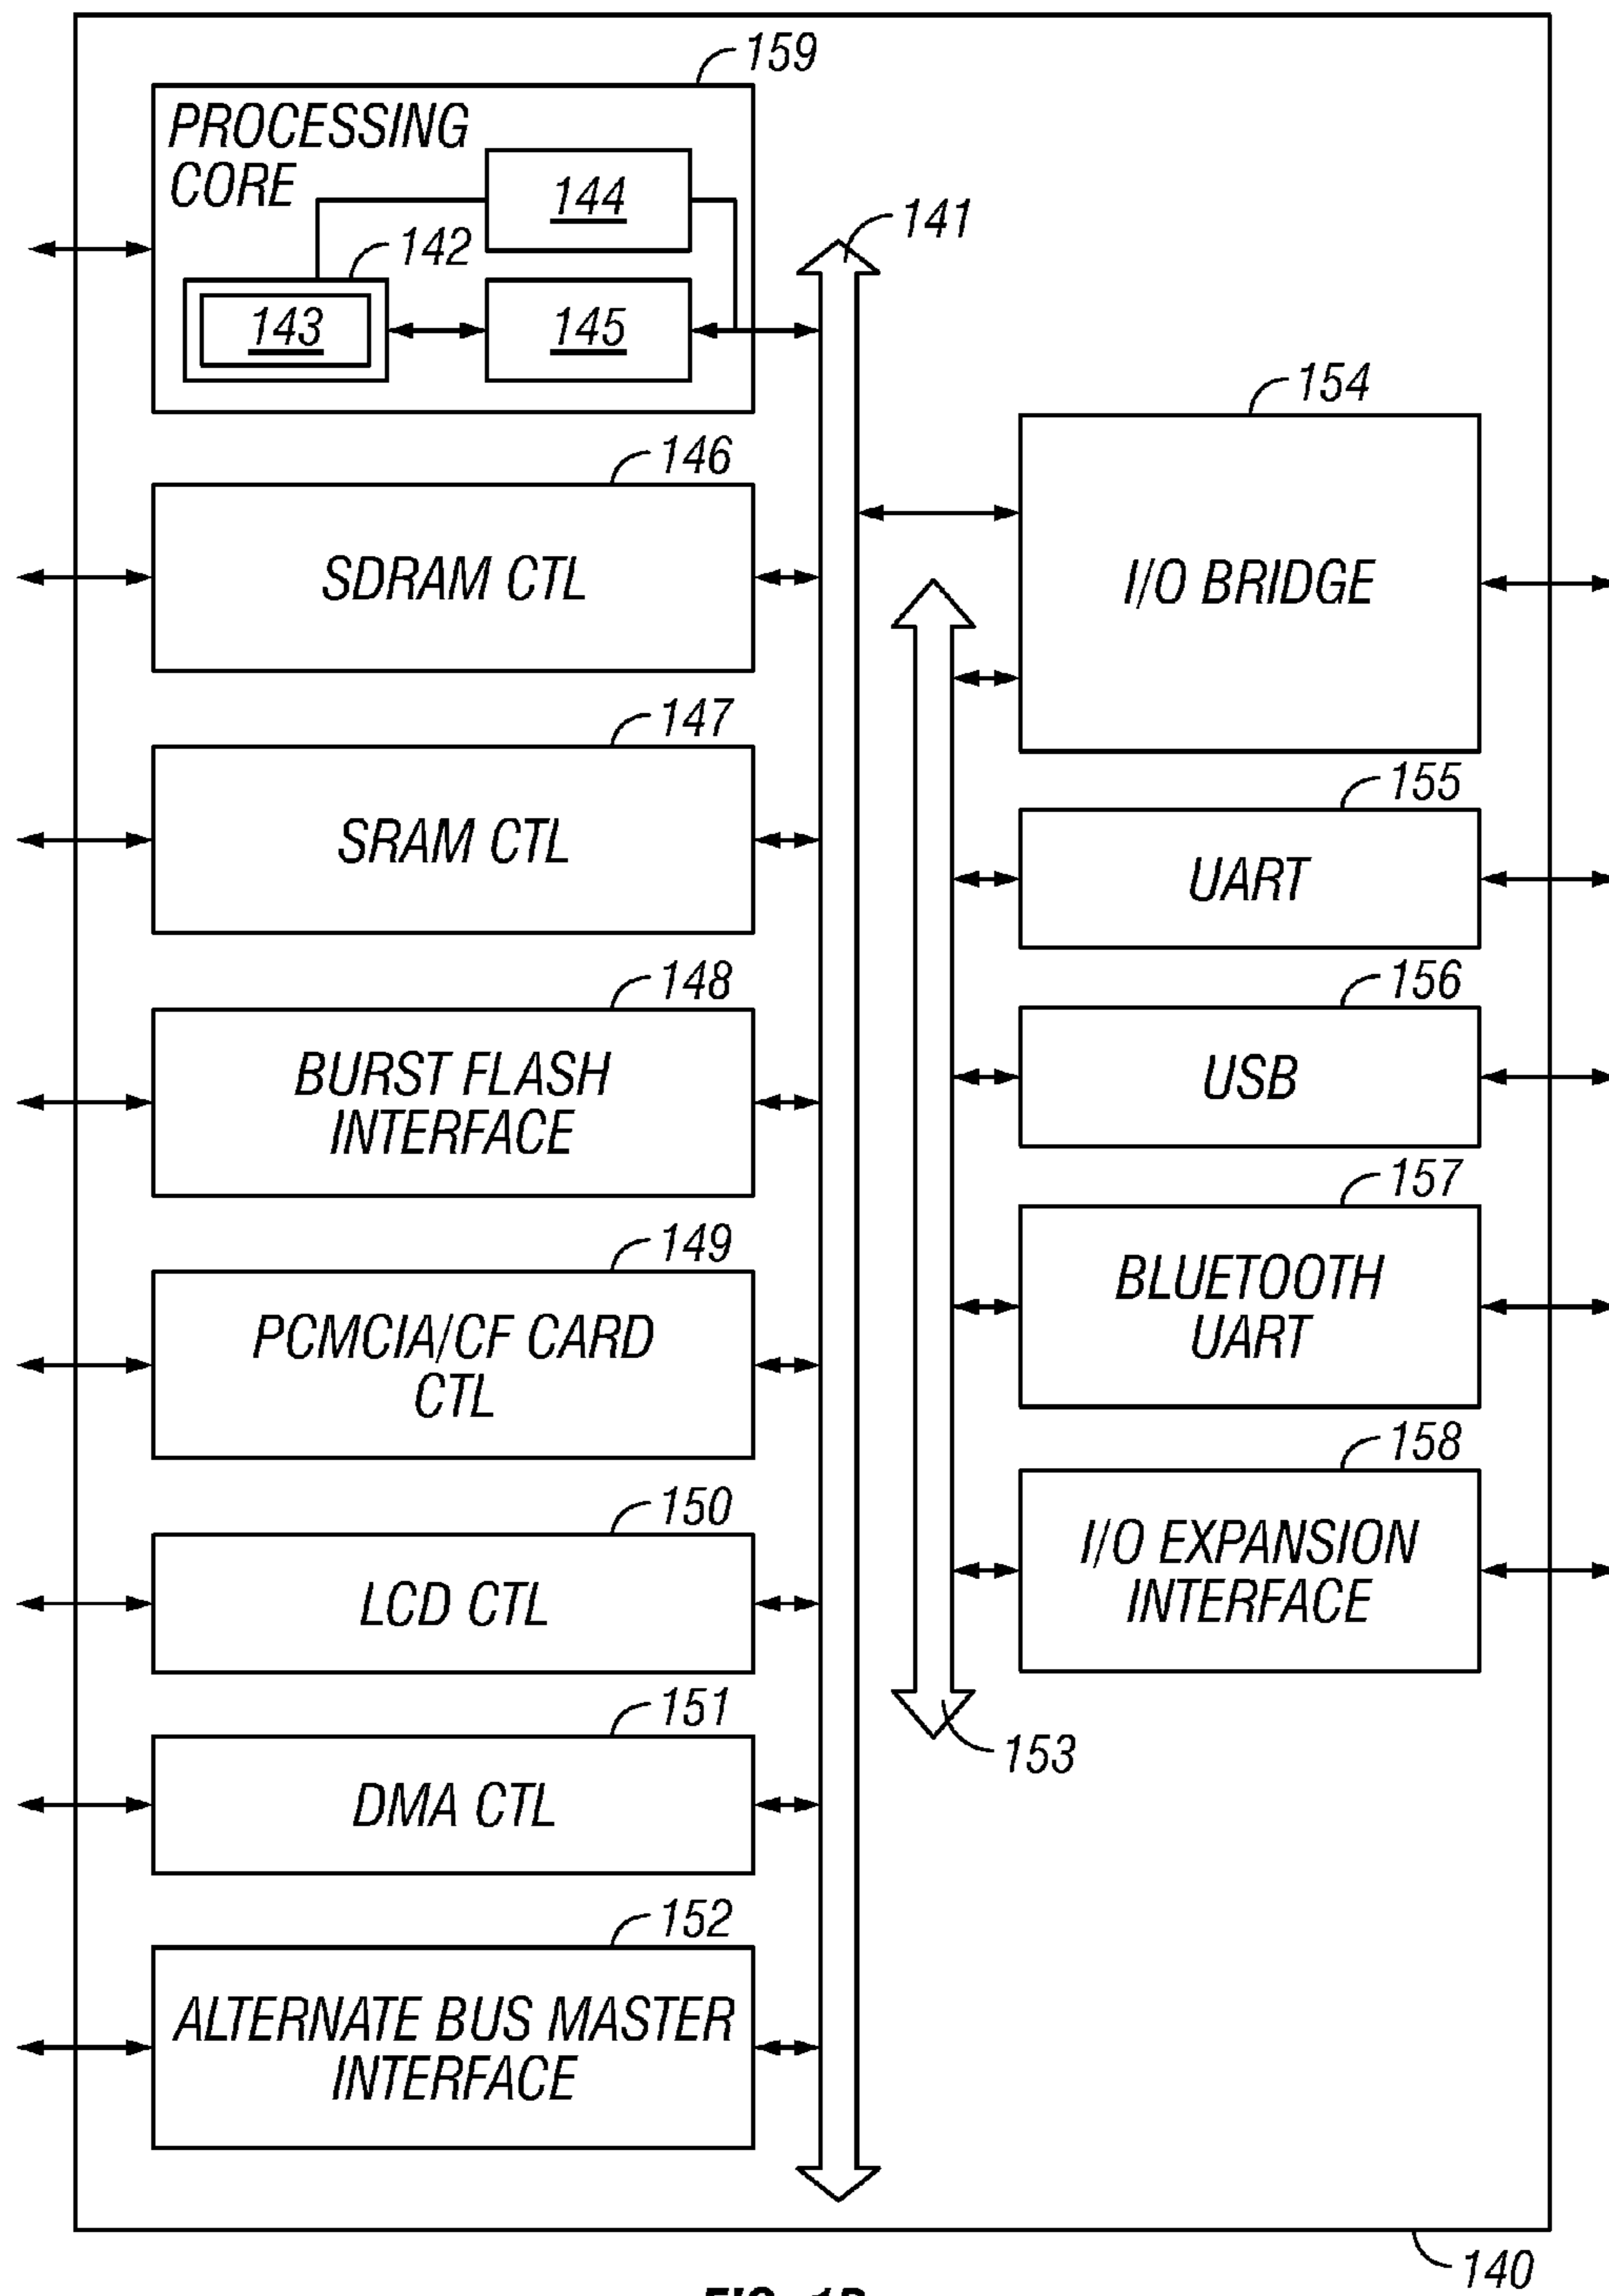 159
PROCESSING
CORE
144
142
143
145
141
154
146
SDRAM CTL
I/O BRIDGE
147
SRAM CTL
155
UART
148
BURST FLASH
INTERFACE
156
USB
149
PCMCIA/CF CARD
CTL
157
BLUETOOTH
UART
150
LCD CTL
158
I/O EXPANSION
INTERFACE
151
DMA CTL
153
152
ALTERNATE BUS MASTER
INTERFACE
140